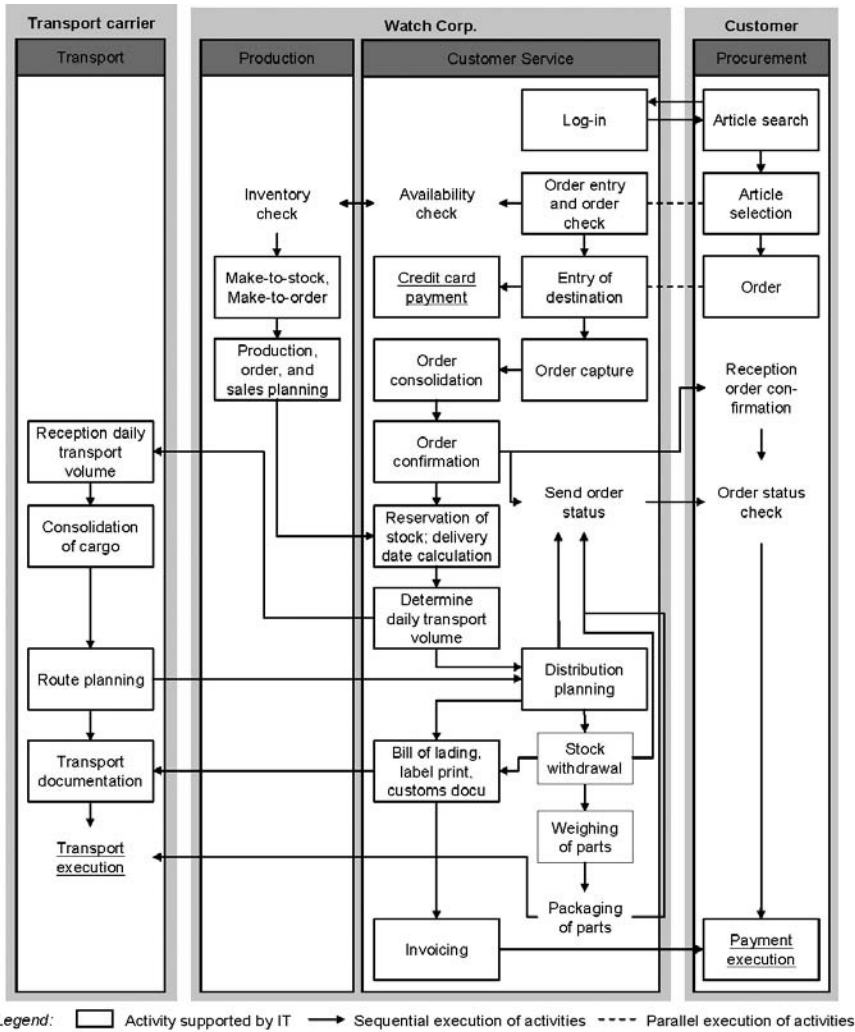 Transport carrier
Watch Corp.
Customer
Transport
Production
Customer Service
Procurement
Log-in
Article search
Inventory
check
Availability
check
Order entry
and order
check
Article
selection
Make-to-stock,
Make-to-order
Credit card
payment
Entry of
destination
Order
Production,
order, and
sales planning
Order
consolidation
Order capture
Reception
order con-
firmation
Reception daily
transport
volume
Order
confirmation
Send order
status
Order status
check
Consolidation
of cargo
Reservation of
stock; delivery
date calculation
Determine
daily transport
volume
Route planning
Distribution
planning
Transport
documentation
Bill of lading,
label print,
customs docu
Stock
withdrawal
Weighing
of parts
Transport
execution
Packaging
of parts
Invoicing
Payment
execution
egend: Activity supported by IT Sequential execution of activities Parallel execution of activities